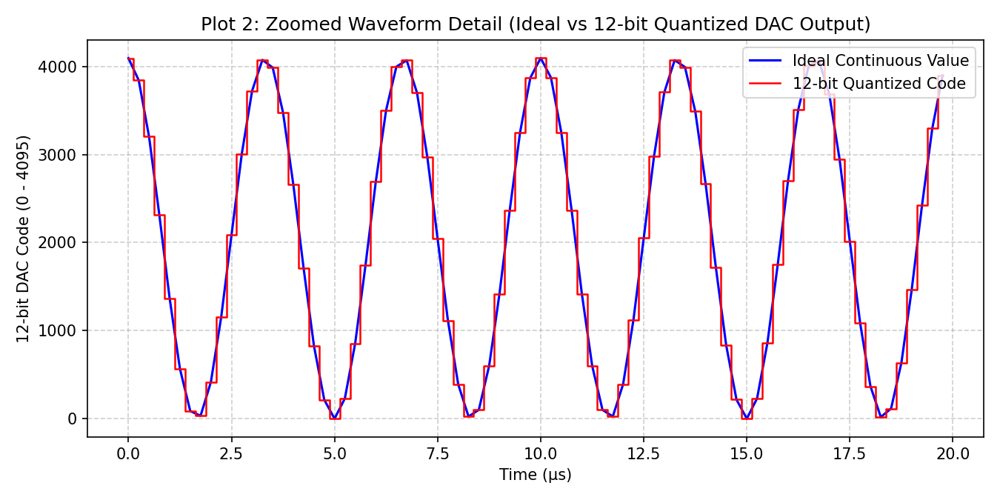 Plot 2: Zoomed Waveform Detail (Ideal vs 12-bit Quantized DAC Output)
Ideal Continuous Value
12-bit Quantized Code
12-bit DAC Code (0 - 4095)
4000
3000
2000
1000
0
0.0 2.5 5.0 7.5 10.0 12.5 15.0 17.5 20.0
Time (µs)